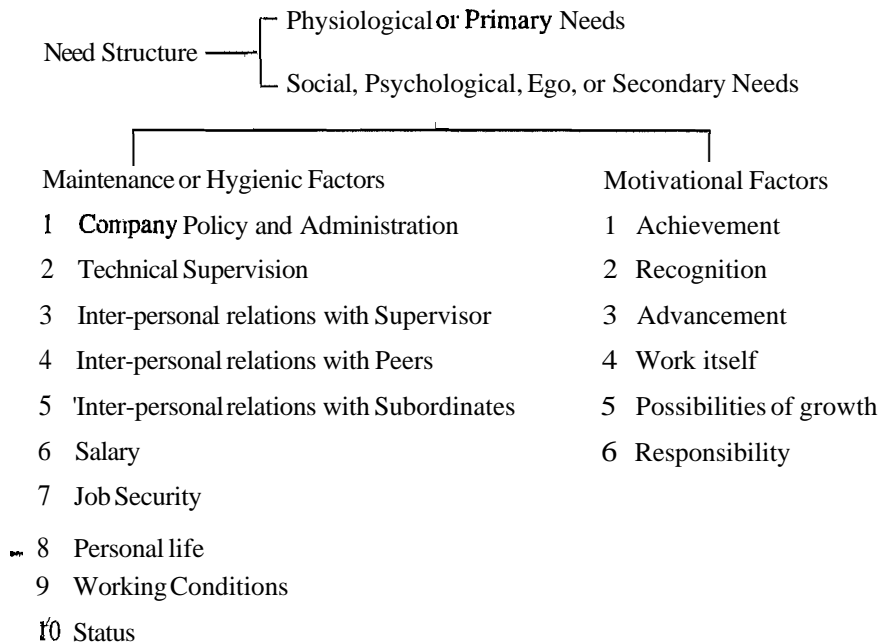 Physiological or Primary Needs
Need Structure
Social, Psychological, Ego, or Secondary Needs
Maintenance or Hygienic Factors
1 Company Policy and Administration
2 Technical Supervision
3 Inter-personal relations with Supervisor
4 Inter-personal relations with Peers
5 'Inter-personal relations with Subordinates
6 Salary
7 Job Security
8 Personal life
9 Working Conditions
10 Status
Motivational Factors
1 Achievement
2 Recognition
3 Advancement
4 Work itself
5 Possibilities of growth
6 Responsibility